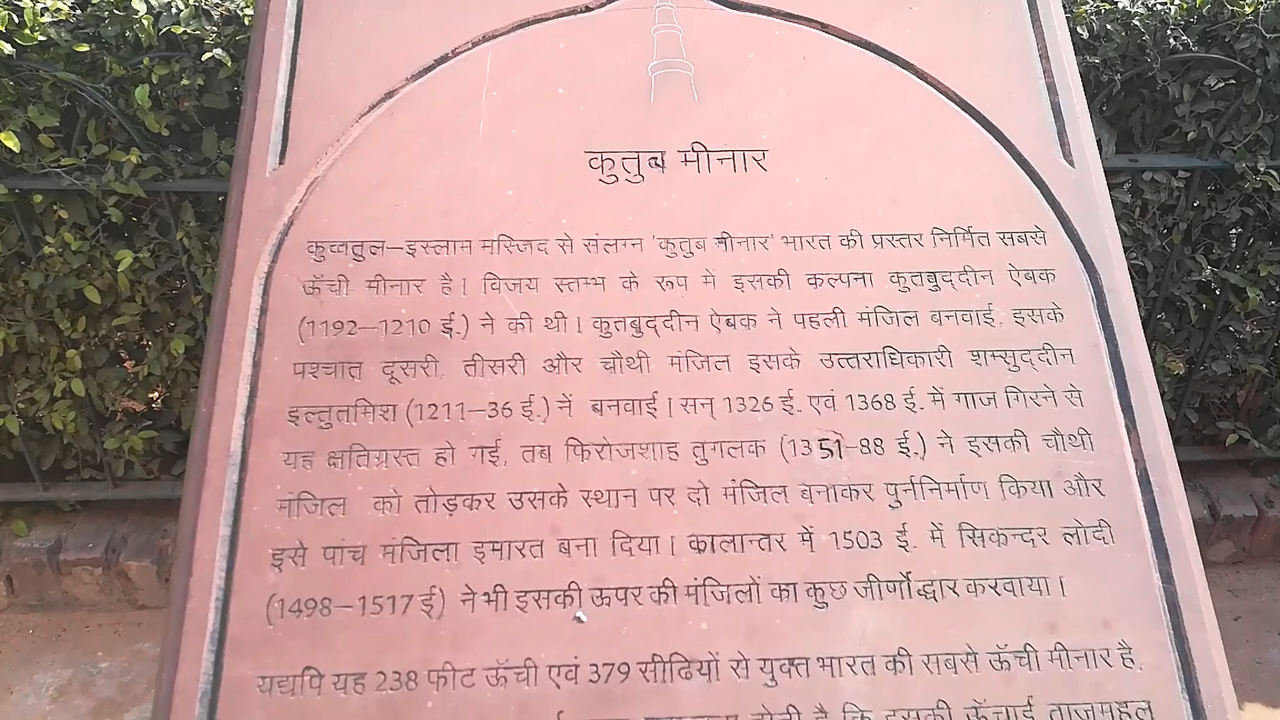 कुतुब मीनार
कुव्वतुल–इस्लाम मस्जिद से संलग्न 'कुतुब मीनार' भारत की प्रस्तर निर्मित सबसे
ऊँची मीनार है। विजय स्तम्भ के रूप में इसकी कल्पना कुतबुद्दीन ऐबक
(1192–1210 ई.) ने की थी। कुतबुद्दीन ऐबक ने पहली मंजिल बनवाई, इसके
पश्चात दूसरी, तीसरी और चौथी मंजिल इसके उत्तराधिकारी शम्सुद्दीन
इल्तुतमिश (1211–36 ई.) नें बनवाई। सन् 1326 ई. एवं 1368 ई. में गाज गिरने से
यह क्षतिग्रस्त हो गई, तब फिरोजशाह तुगलक (1351–88 ई.) ने इसकी चौथी
मंजिल को तोड़कर उसके स्थान पर दो मंजिल बनाकर पुर्ननिर्माण किया और
इसे पांच मंजिला इमारत बना दिया। कालान्तर में 1503 ई. में सिकन्दर लोदी
(1498–1517 ई) ने भी इसकी ऊपर की मंजिलों का कुछ जीर्णोद्धार करवाया।
यद्यपि यह 238 फीट ऊँची एवं 379 सीढियों से युक्त भारत की सबसे ऊँची मीनार है,
होती है कि इसकी ऊँचाई ताजमहल